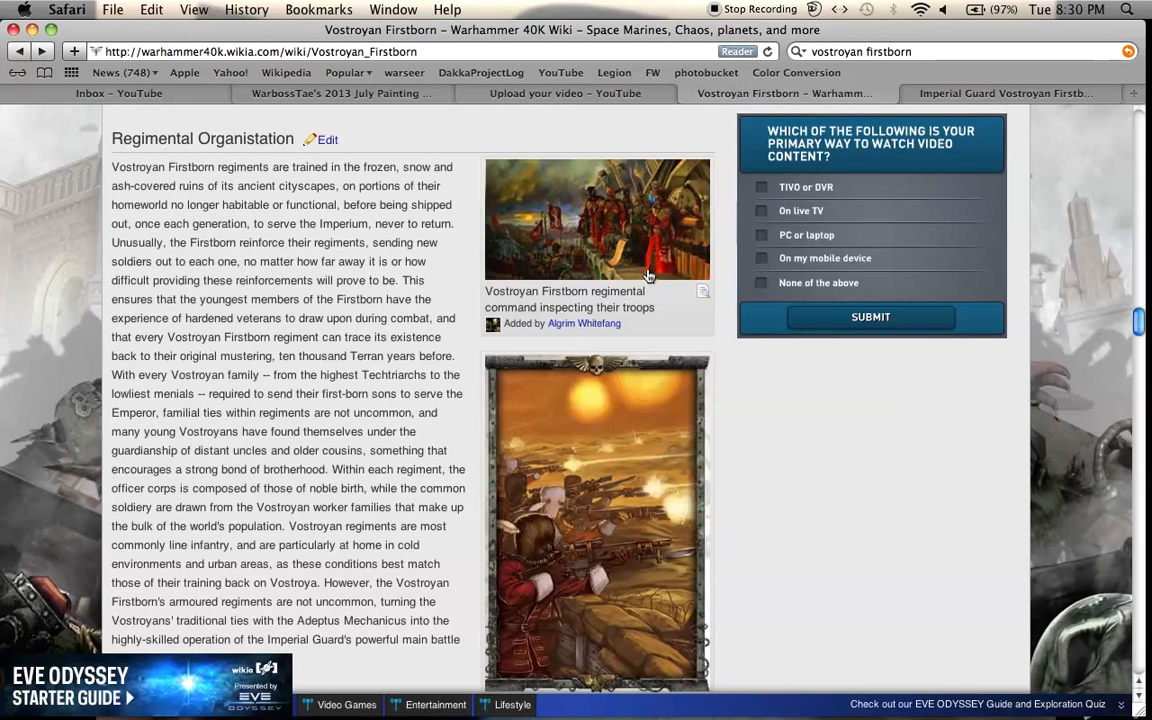 Safari File Edit View History Bookmarks Window Help Stop Recording (97%) Tue 8:30 PM
Vostroyan Firstborn – Warhammer 40K Wiki – Space Marines, Chaos, planets, and more
http://warhammer40k.wikia.com/wiki/Vostroyan_Firstborn Reader vostroyan firstborn
News (748) Apple Yahoo! Wikipedia Popular warseer DakkaProjectLog YouTube Legion FW photobucket Color Conversion
Inbox – YouTube WarbossTae's 2013 July Painting ... Upload your video – YouTube Vostroyan Firstborn – Warhamm... Imperial Guard Vostroyan Firstb...
Regimental Organistation Edit
Vostroyan Firstborn regiments are trained in the frozen, snow and
ash-covered ruins of its ancient cityscapes, on portions of their
homeworld no longer habitable or functional, before being shipped
out, once each generation, to serve the Imperium, never to return.
Unusually, the Firstborn reinforce their regiments, sending new
soldiers out to each one, no matter how far away it is or how
difficult providing these reinforcements will prove to be. This
ensures that the youngest members of the Firstborn have the
experience of hardened veterans to draw upon during combat, and
that every Vostroyan Firstborn regiment can trace its existence
back to their original mustering, ten thousand Terran years before.
With every Vostroyan family -- from the highest Techtriarchs to the
lowliest menials -- required to send their first-born sons to serve the
Emperor, familial ties within regiments are not uncommon, and
many young Vostroyans have found themselves under the
guardianship of distant uncles and older cousins, something that
encourages a strong bond of brotherhood. Within each regiment, the
officer corps is composed of those of noble birth, while the common
soldiery are drawn from the Vostroyan worker families that make up
the bulk of the world's population. Vostroyan regiments are most
commonly line infantry, and are particularly at home in cold
environments and urban areas, as these conditions best match
those of their training back on Vostroya. However, the Vostroyan
Firstborn's armoured regiments are not uncommon, turning the
Vostroyans' traditional ties with the Adeptus Mechanicus into the
highly-skilled operation of the Imperial Guard's powerful main battle
Vostroyan Firstborn regimental
command inspecting their troops
Added by Algrim Whitefang
WHICH OF THE FOLLOWING IS YOUR
PRIMARY WAY TO WATCH VIDEO
CONTENT?
TIVO or DVR
On live TV
PC or laptop
On my mobile device
None of the above
SUBMIT
EVE ODYSSEY
STARTER GUIDE
wikia
Presented by
EVE
ODYSSEY
Video Games Entertainment Lifestyle Check out our EVE ODYSSEY Guide and Exploration Quiz